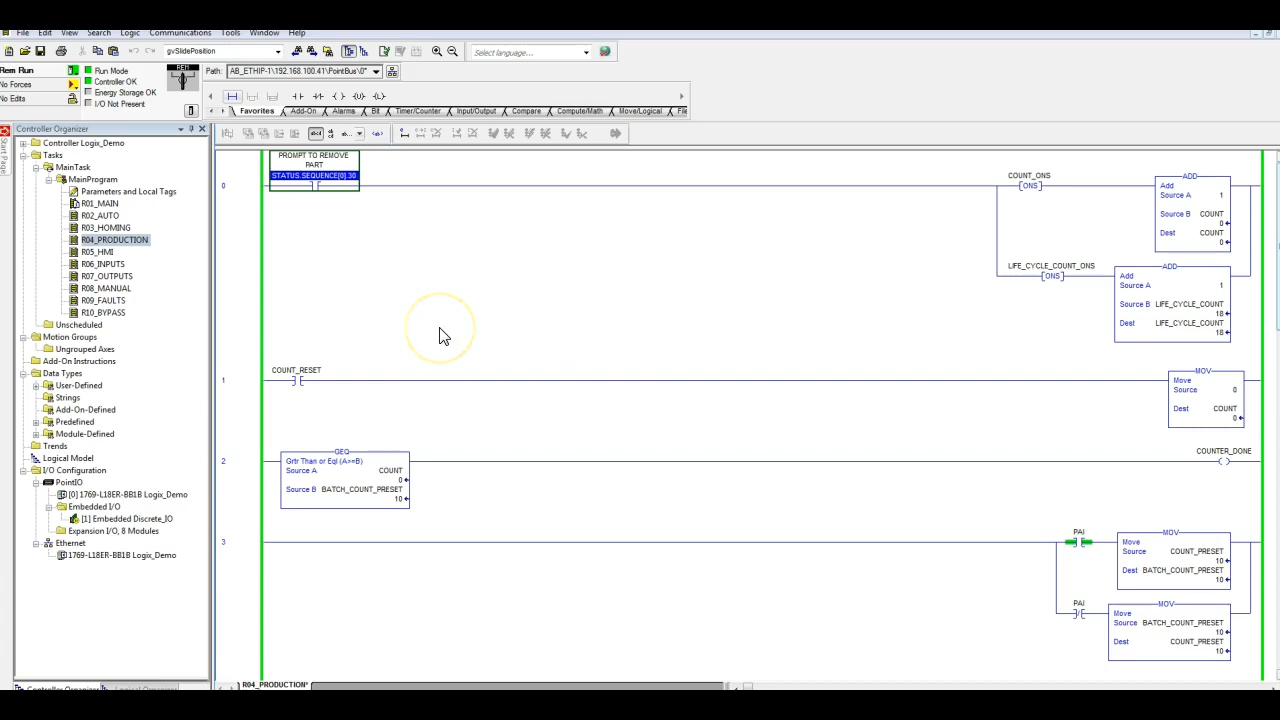 File Edit View Search Logic Communications Tools Window Help
gvSlidePosition
Select language...
Rem Run
Run Mode
No Forces
Controller OK
Energy Storage OK
No Edits
I/O Not Present
REM
Path: AB_ETHIP-1\192.168.100.41\PointBus\0*
Favorites Add-On Alarms Bit Timer/Counter Input/Output Compare Compute/Math Move/Logical
Start Page
Controller Organizer
Controller Logix_Demo
Tasks
MainTask
MainProgram
Parameters and Local Tags
R01_MAIN
R02_AUTO
R03_HOMING
R04_PRODUCTION
R05_HMI
R06_INPUTS
R07_OUTPUTS
R08_MANUAL
R09_FAULTS
R10_BYPASS
Unscheduled
Motion Groups
Ungrouped Axes
Add-On Instructions
Data Types
User-Defined
Strings
Add-On-Defined
Predefined
Module-Defined
Trends
Logical Model
I/O Configuration
PointIO
[0] 1769-L18ER-BB1B Logix_Demo
Embedded I/O
[1] Embedded Discrete_IO
Expansion I/O, 8 Modules
Ethernet
1769-L18ER-BB1B Logix_Demo
Controller Organizer Logical Organizer
0
PROMPT TO REMOVE
PART
STATUS.SEQUENCE[0].30
COUNT_ONS
ONS
ADD
Add
Source A 1
Source B COUNT
0
Dest COUNT
0
LIFE_CYCLE_COUNT_ONS
ONS
ADD
Add
Source A 1
Source B LIFE_CYCLE_COUNT
18
Dest LIFE_CYCLE_COUNT
18
1
COUNT_RESET
MOV
Move
Source 0
Dest COUNT
0
2
GEQ
Grtr Than or Eql (A>=B)
Source A COUNT
0
Source B BATCH_COUNT_PRESET
10
COUNTER_DONE
3
PAI
MOV
Move
Source COUNT_PRESET
10
Dest BATCH_COUNT_PRESET
10
PAI
MOV
Move
Source BATCH_COUNT_PRESET
10
Dest COUNT_PRESET
10
R04_PRODUCTION*